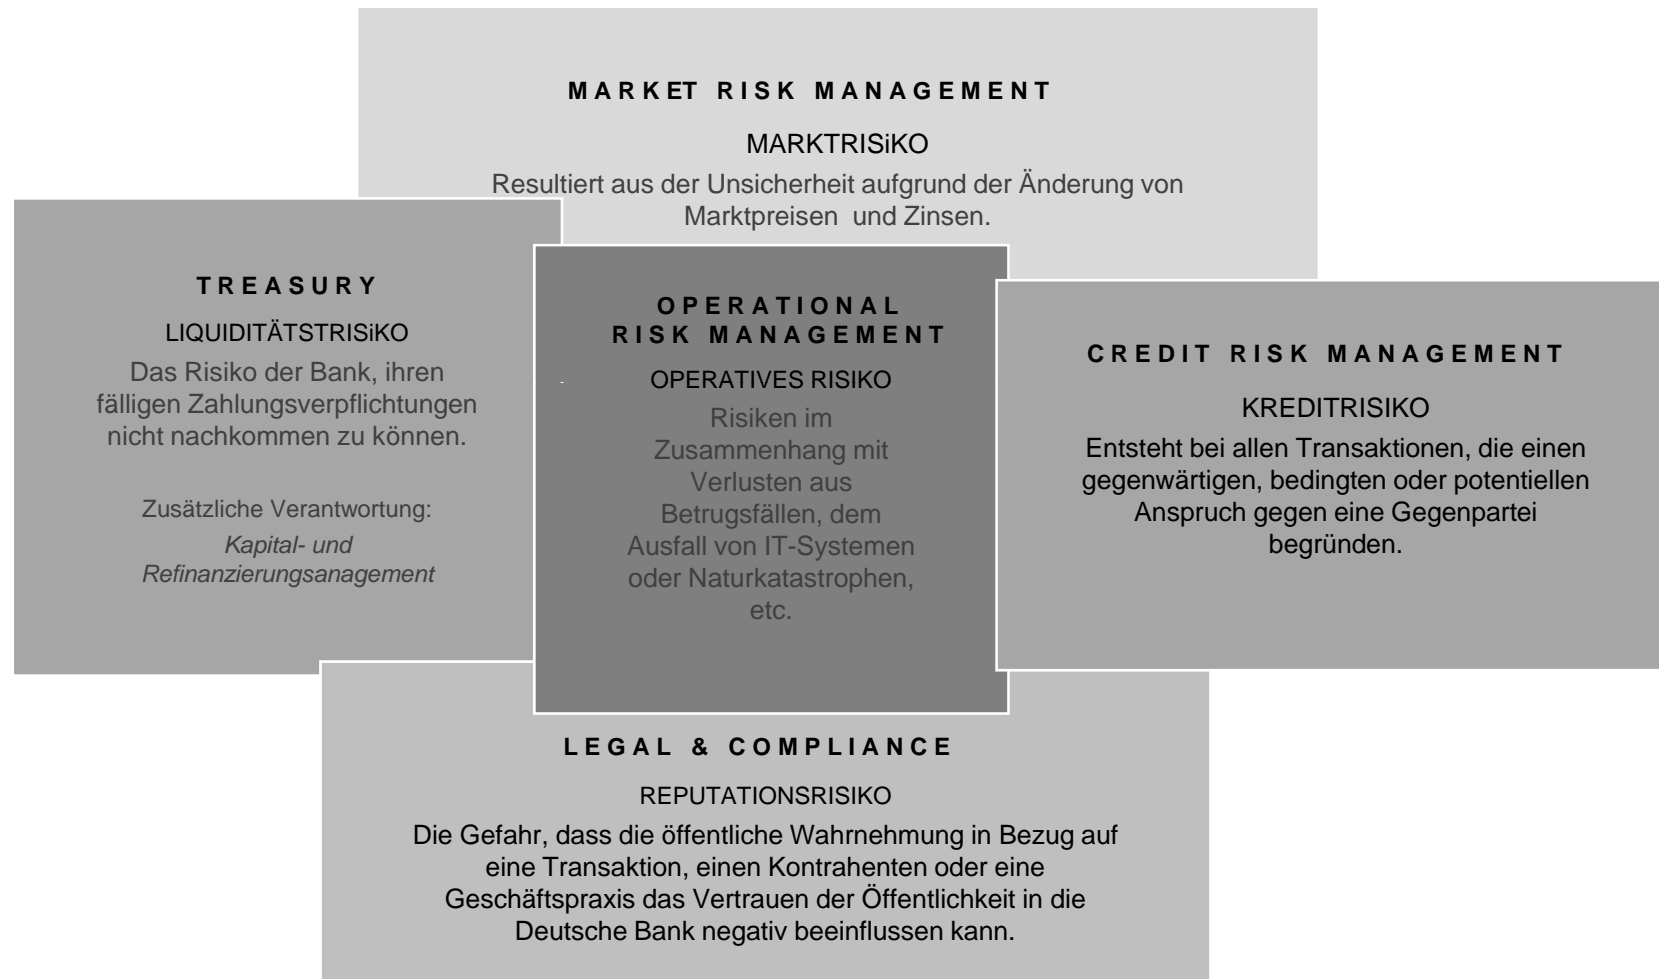 MARKET RISK MANAGEMENT
MARKTRISiKO
Resultiert aus der Unsicherheit aufgrund der Änderung von
Marktpreisen und Zinsen.
TREASURY
LIQUIDITÄTSTRISiKO
Das Risiko der Bank, ihren
fälligen Zahlungsverpflichtungen
nicht nachkommen zu können.
Zusätzliche Verantwortung:
Kapital- und
Refinanzierungsanagement
OPERATIONAL
RISK MANAGEMENT
OPERATIVES RISIKO
Risiken im
Zusammenhang mit
Verlusten aus
Betrugsfällen, dem
Ausfall von IT-Systemen
oder Naturkatastrophen,
etc.
CREDIT RISK MANAGEMENT
KREDITRISIKO
Entsteht bei allen Transaktionen, die einen
gegenwärtigen, bedingten oder potentiellen
Anspruch gegen eine Gegenpartei
begründen.
LEGAL & COMPLIANCE
REPUTATIONSRISIKO
Die Gefahr, dass die öffentliche Wahrnehmung in Bezug auf
eine Transaktion, einen Kontrahenten oder eine
Geschäftspraxis das Vertrauen der Öffentlichkeit in die
Deutsche Bank negativ beeinflussen kann.